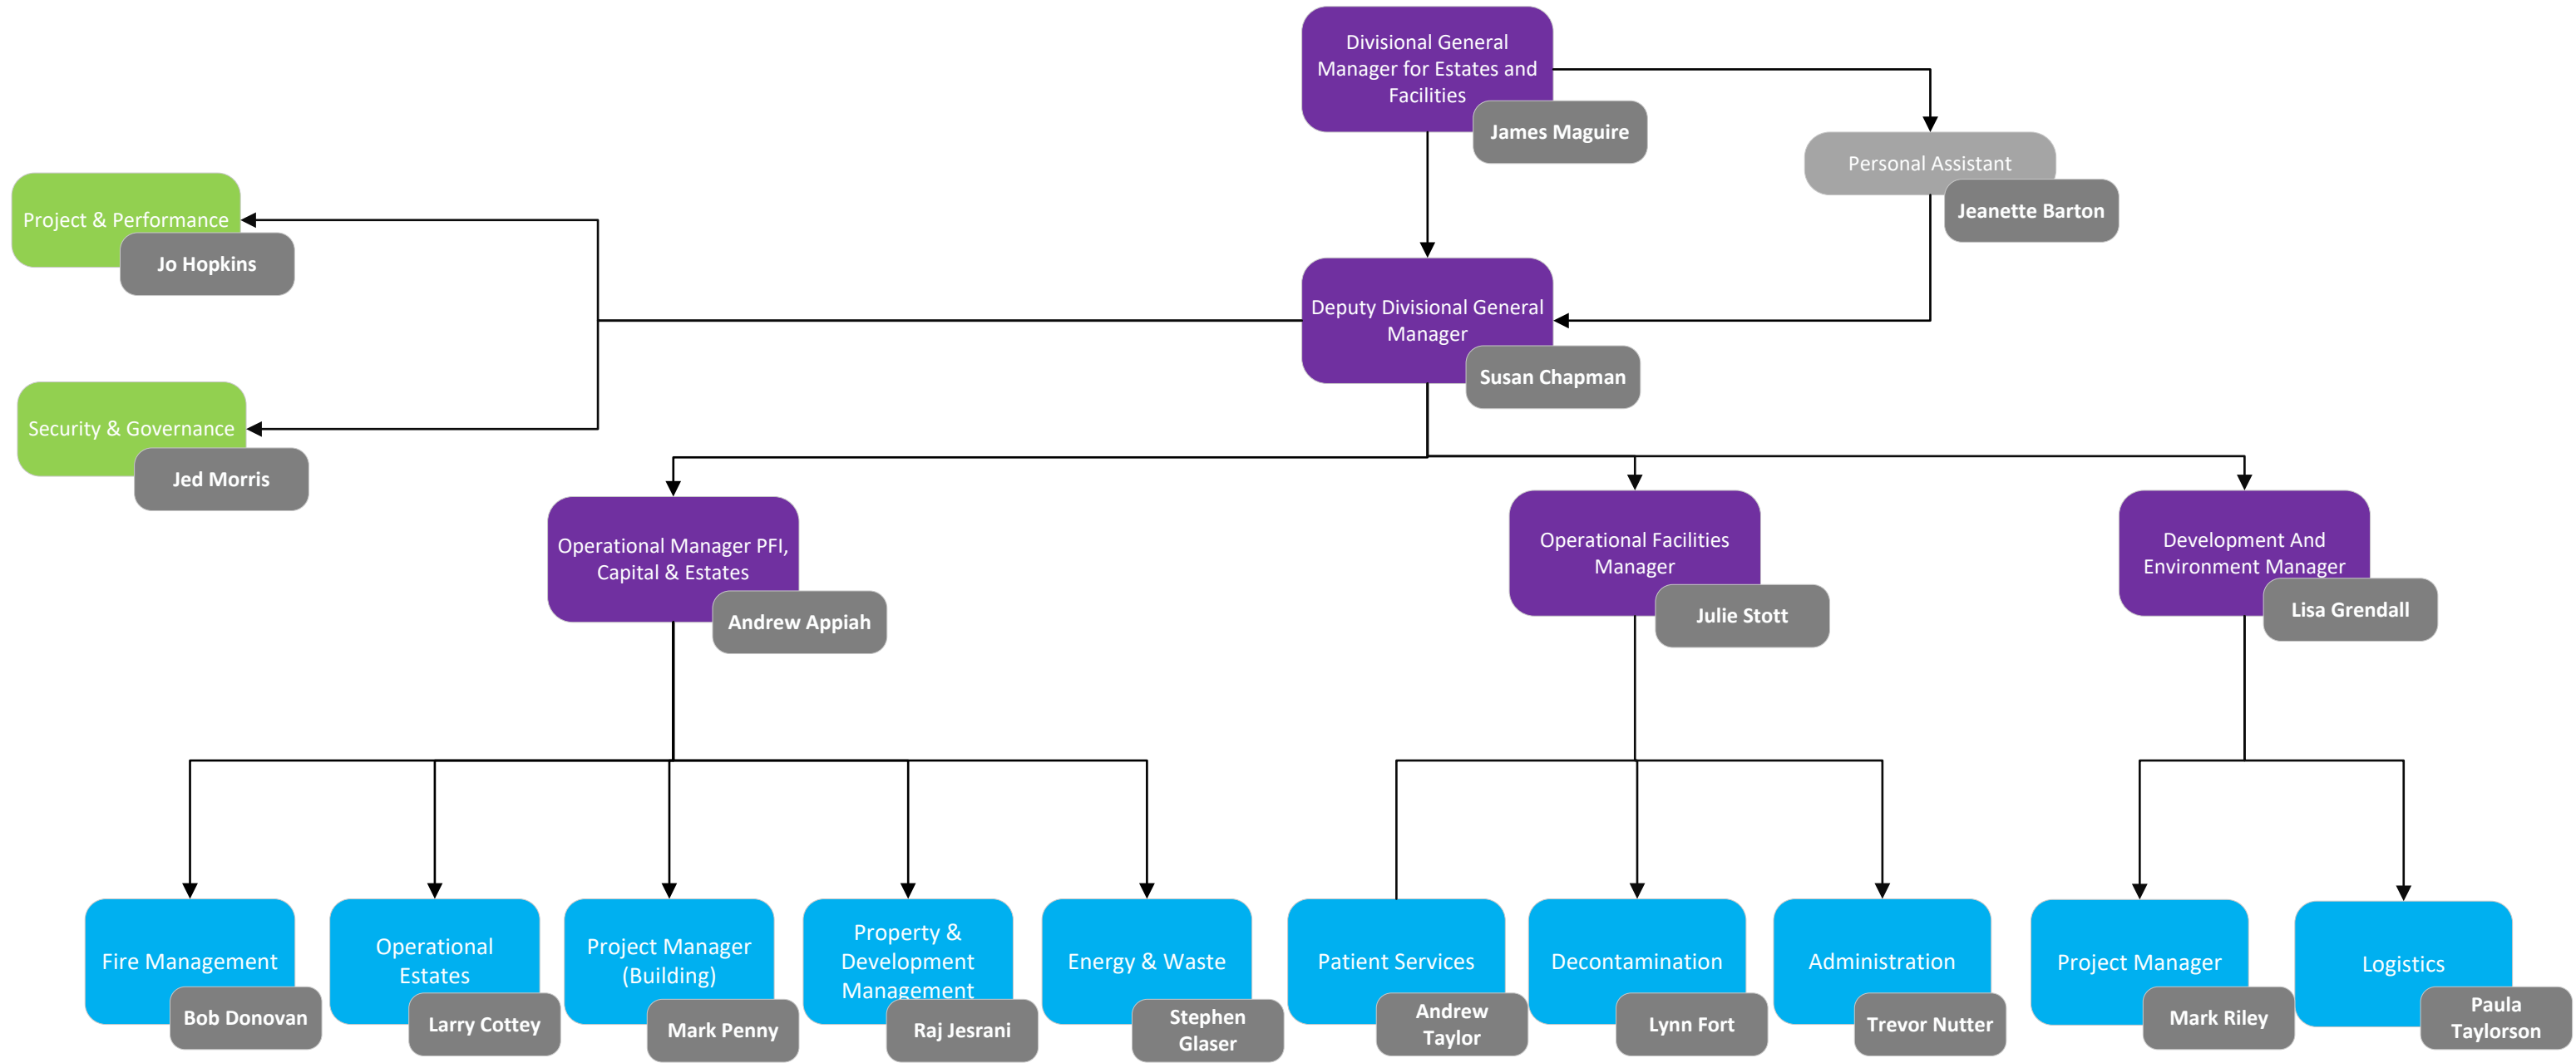 Divisional General
Manager for Estates and
Facilities
James Maguire
Personal Assistant
Jeanette Barton
Project & Performance
Jo Hopkins
Deputy Divisional General
Manager
Susan Chapman
Security & Governance
Jed Morris
Operational Manager PFI,
Capital & Estates
Andrew Appiah
Operational Facilities
Manager
Julie Stott
Development And
Environment Manager
Lisa Grendall
Fire Management
Bob Donovan
Operational
Estates
Larry Cottey
Project Manager
(Building)
Mark Penny
Property &
Development
Management
Raj Jesrani
Energy & Waste
Stephen
Glaser
Patient Services
Andrew
Taylor
Decontamination
Lynn Fort
Administration
Trevor Nutter
Project Manager
Mark Riley
Logistics
Paula
Taylorson